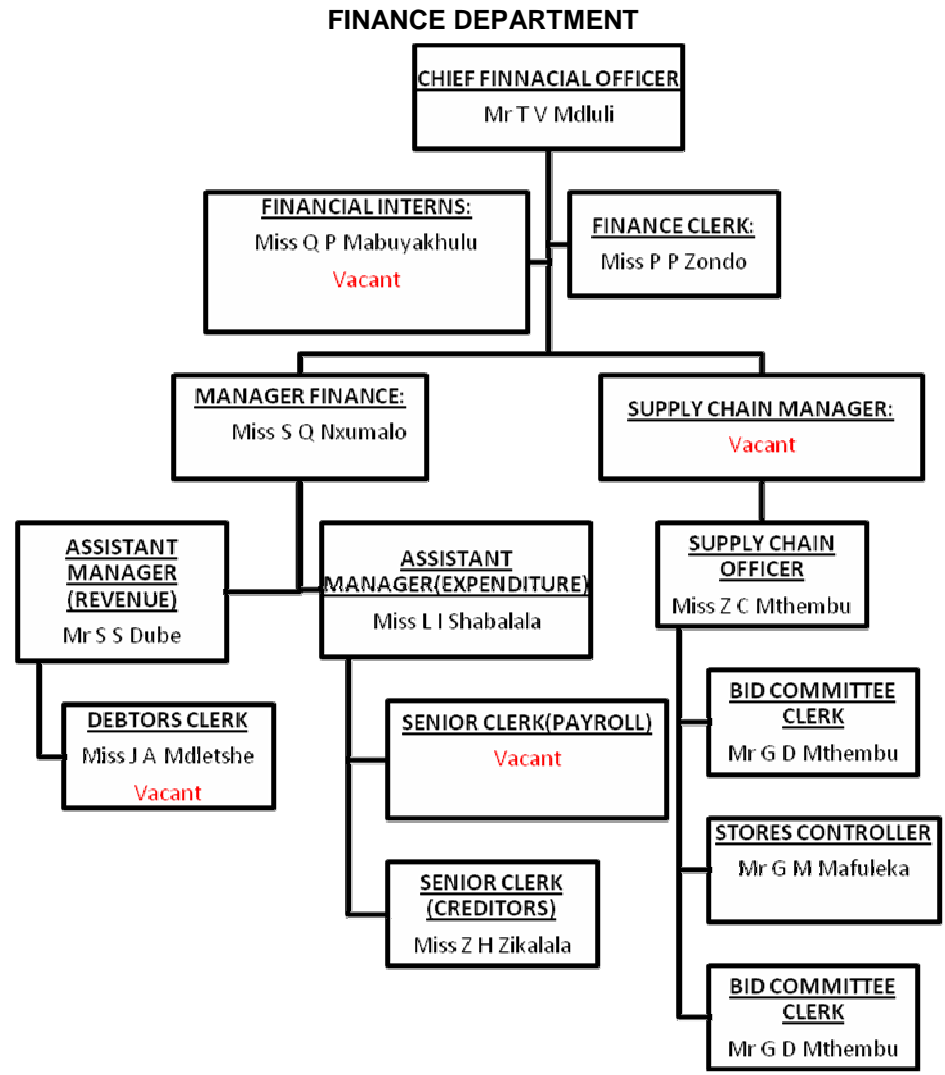 FINANCE DEPARTMENT
CHIEF FINNACIAL OFFICER
Mr T V Mdluli
FINANCIAL INTERNS:
Miss Q P Mabuyakhulu
Vacant
FINANCE CLERK:
Miss P P Zondo
MANAGER FINANCE:
Miss S Q Nxumalo
SUPPLY CHAIN MANAGER:
Vacant
ASSISTANT
MANAGER
(REVENUE)
Mr S S Dube
ASSISTANT
MANAGER(EXPENDITURE)
Miss L I Shabalala
SUPPLY CHAIN
OFFICER
Miss Z C Mthembu
DEBTORS CLERK
Miss J A Mdletshe
Vacant
SENIOR CLERK(PAYROLL)
Vacant
BID COMMITTEE
CLERK
Mr G D Mthembu
STORES CONTROLLER
Mr G M Mafuleka
SENIOR CLERK
(CREDITORS)
Miss Z H Zikalala
BID COMMITTEE
CLERK
Mr G D Mthembu